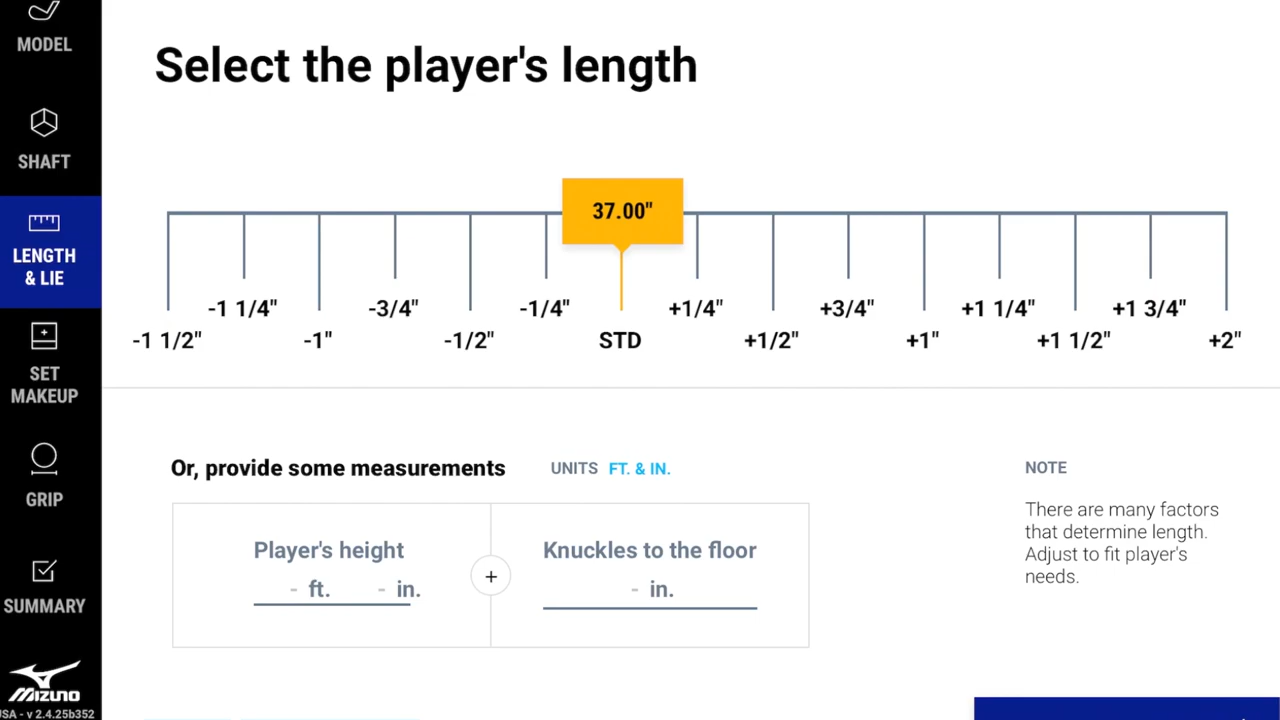 MODEL
SHAFT
LENGTH
& LIE
SET
MAKEUP
GRIP
SUMMARY
MIZUNO
USA - v 2.4.25b352
Select the player's length
37.00"
-1 1/4" -3/4" -1/4" +1/4" +3/4" +1 1/4" +1 3/4"
-1 1/2" -1" -1/2" STD +1/2" +1" +1 1/2" +2"
Or, provide some measurements UNITS FT. & IN.
Player's height
- ft. - in.
+
Knuckles to the floor
- in.
NOTE
There are many factors
that determine length.
Adjust to fit player's
needs.